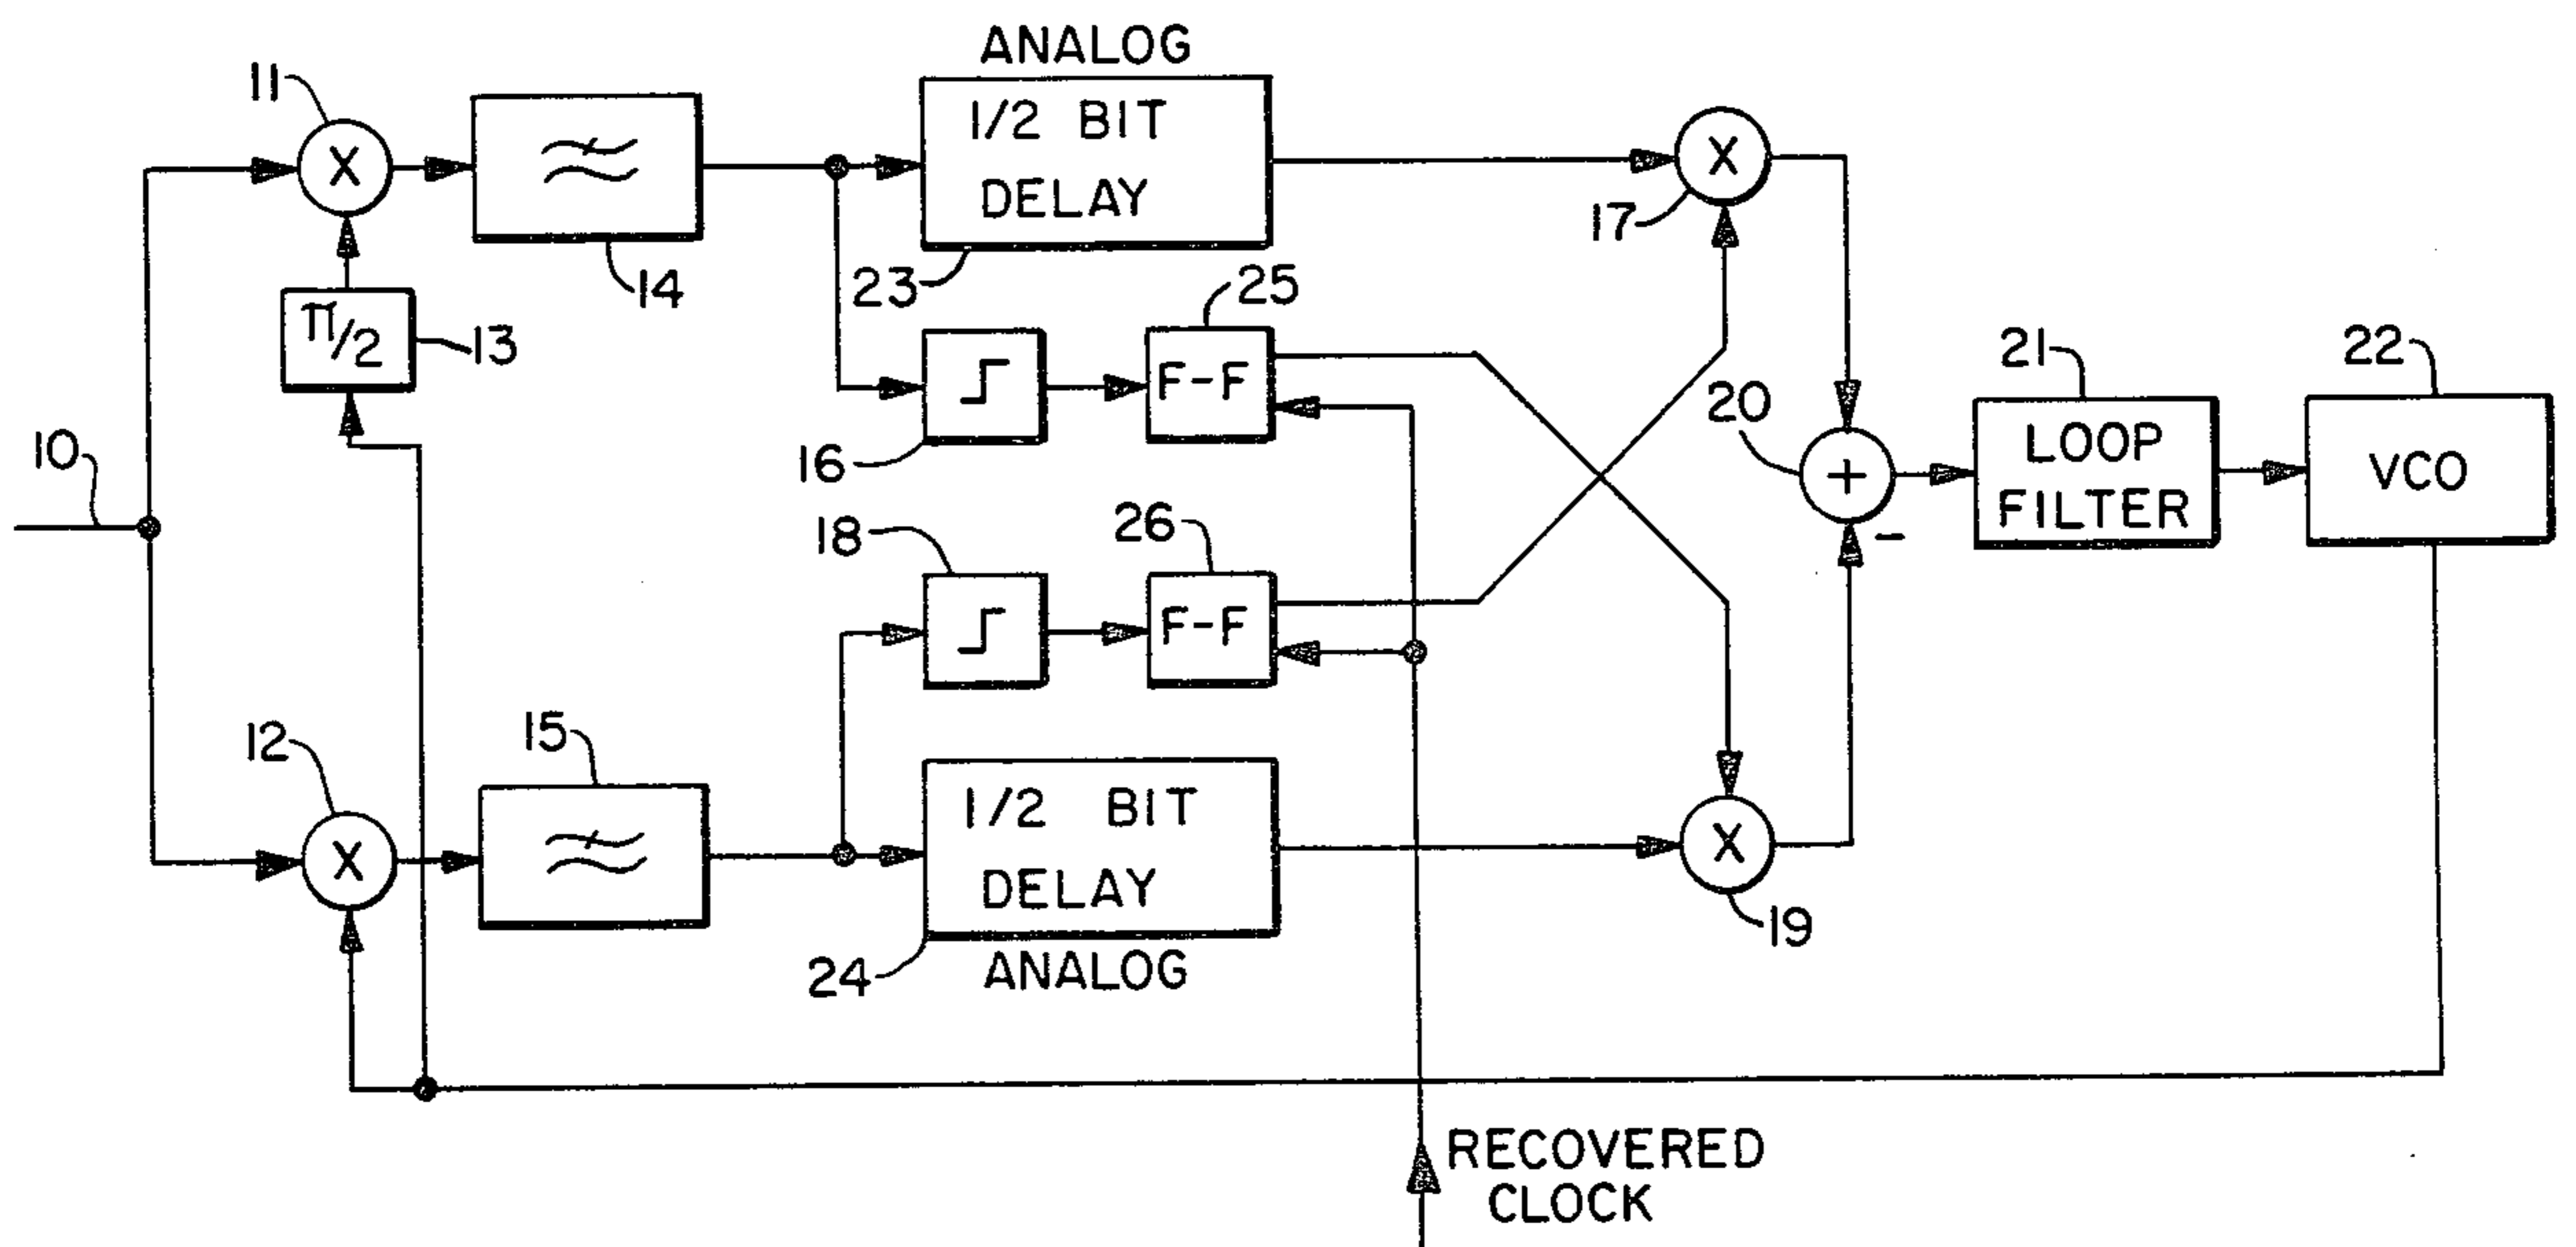 ANALOG
11
X
1/2 BIT
DELAY
X
17
14
23
25
π/2
13
F-F
16
21
22
20
LOOP
FILTER
+
-
VCO
10
18
26
F-F
12
X
15
1/2 BIT
DELAY
X
19
24
ANALOG
RECOVERED
CLOCK